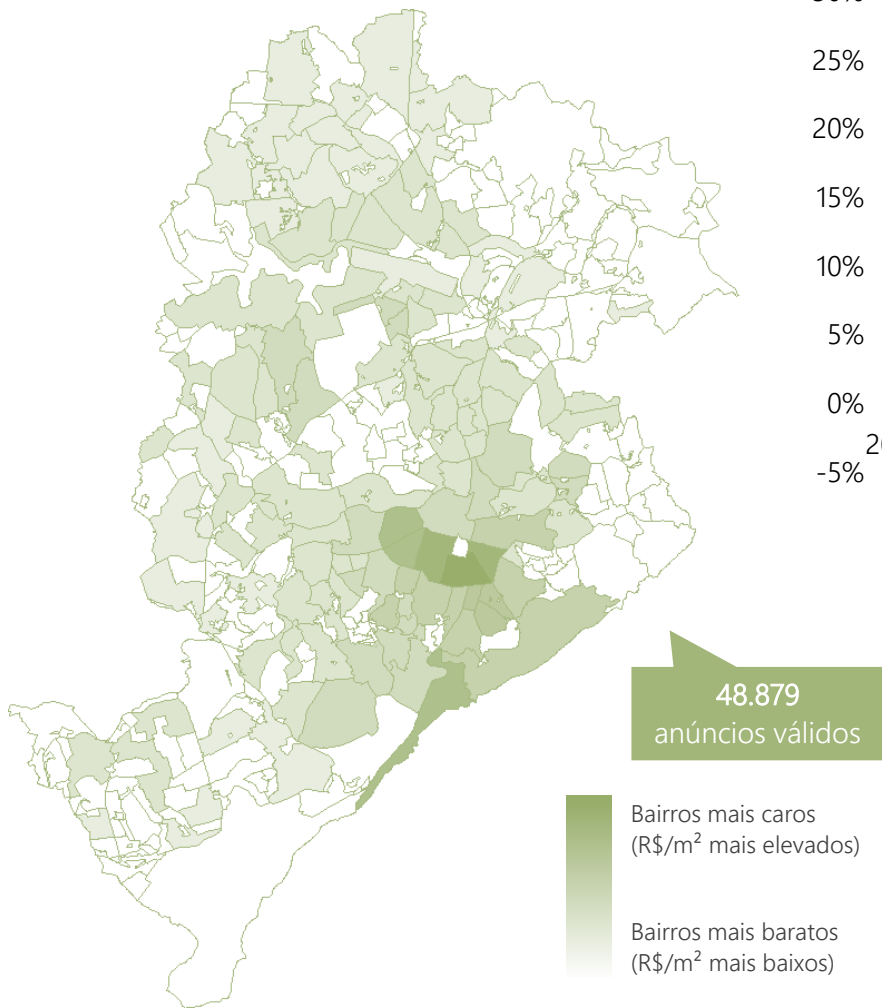 25%
20%
15%
10%
5%
0%
-5%
48.879
anúncios válidos
Bairros mais caros
(R$/m² mais elevados)
Bairros mais baratos
(R$/m² mais baixos)